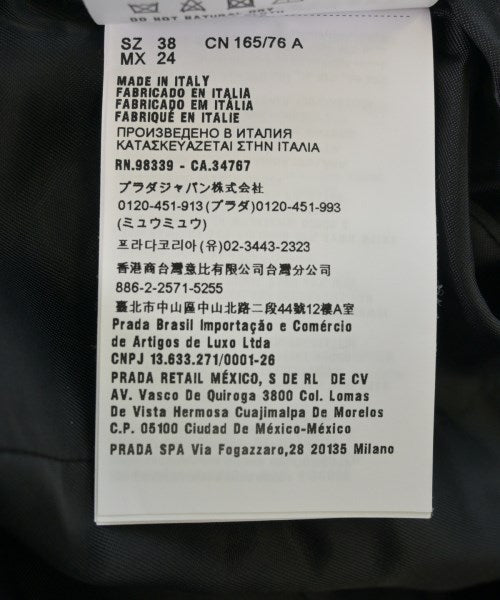 DO NOT NATURAL DRY
SZ 38 CN 165/76 A
MX 24
MADE IN ITALY
FABRICADO EN ITALIA
FABRICADO EM ITÁLIA
FABRIQUÉ EN ITALIE
ПРОИЗВЕДЕНО В ИТАЛИЯ
ΚΑΤΑΣΚΕΥΑΖΕΤΑΙ ΣΤΗΝ ΙΤΑΛΙΑ
RN.98339 - CA.34767
プラダジャパン株式会社
0120-451-913(プラダ)0120-451-993
(ミュウミュウ)
프라다코리아(유)02-3443-2323
香港商台灣意比有限公司台灣分公司
886-2-2571-5255
臺北市中山區中山北路二段44號12樓A室
Prada Brasil Importação e Comércio
de Artigos de Luxo Ltda
CNPJ 13.633.271/0001-26
PRADA RETAIL MÉXICO, S DE RL DE CV
AV. Vasco De Quiroga 3800 Col. Lomas
De Vista Hermosa Cuajimalpa De Morelos
C.P. 05100 Ciudad De México-México
PRADA SPA Via Fogazzaro,28 20135 Milano